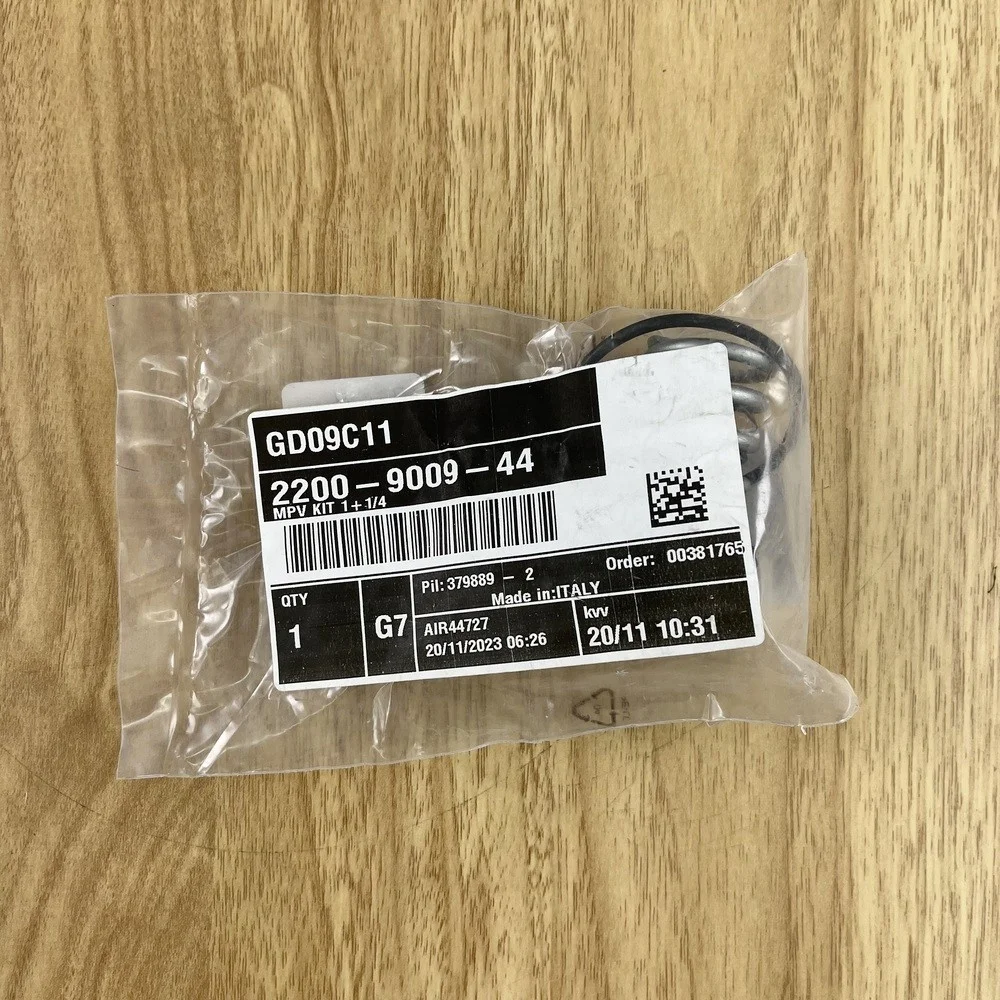 GD09C11
2200-9009-44
MPV KIT 1+1/4
QTY
1
G7
Pil: 379889 - 2
Order: 00381765
Made in:ITALY
AIR44727
20/11/2023 06:26
kvv
20/11 10:31